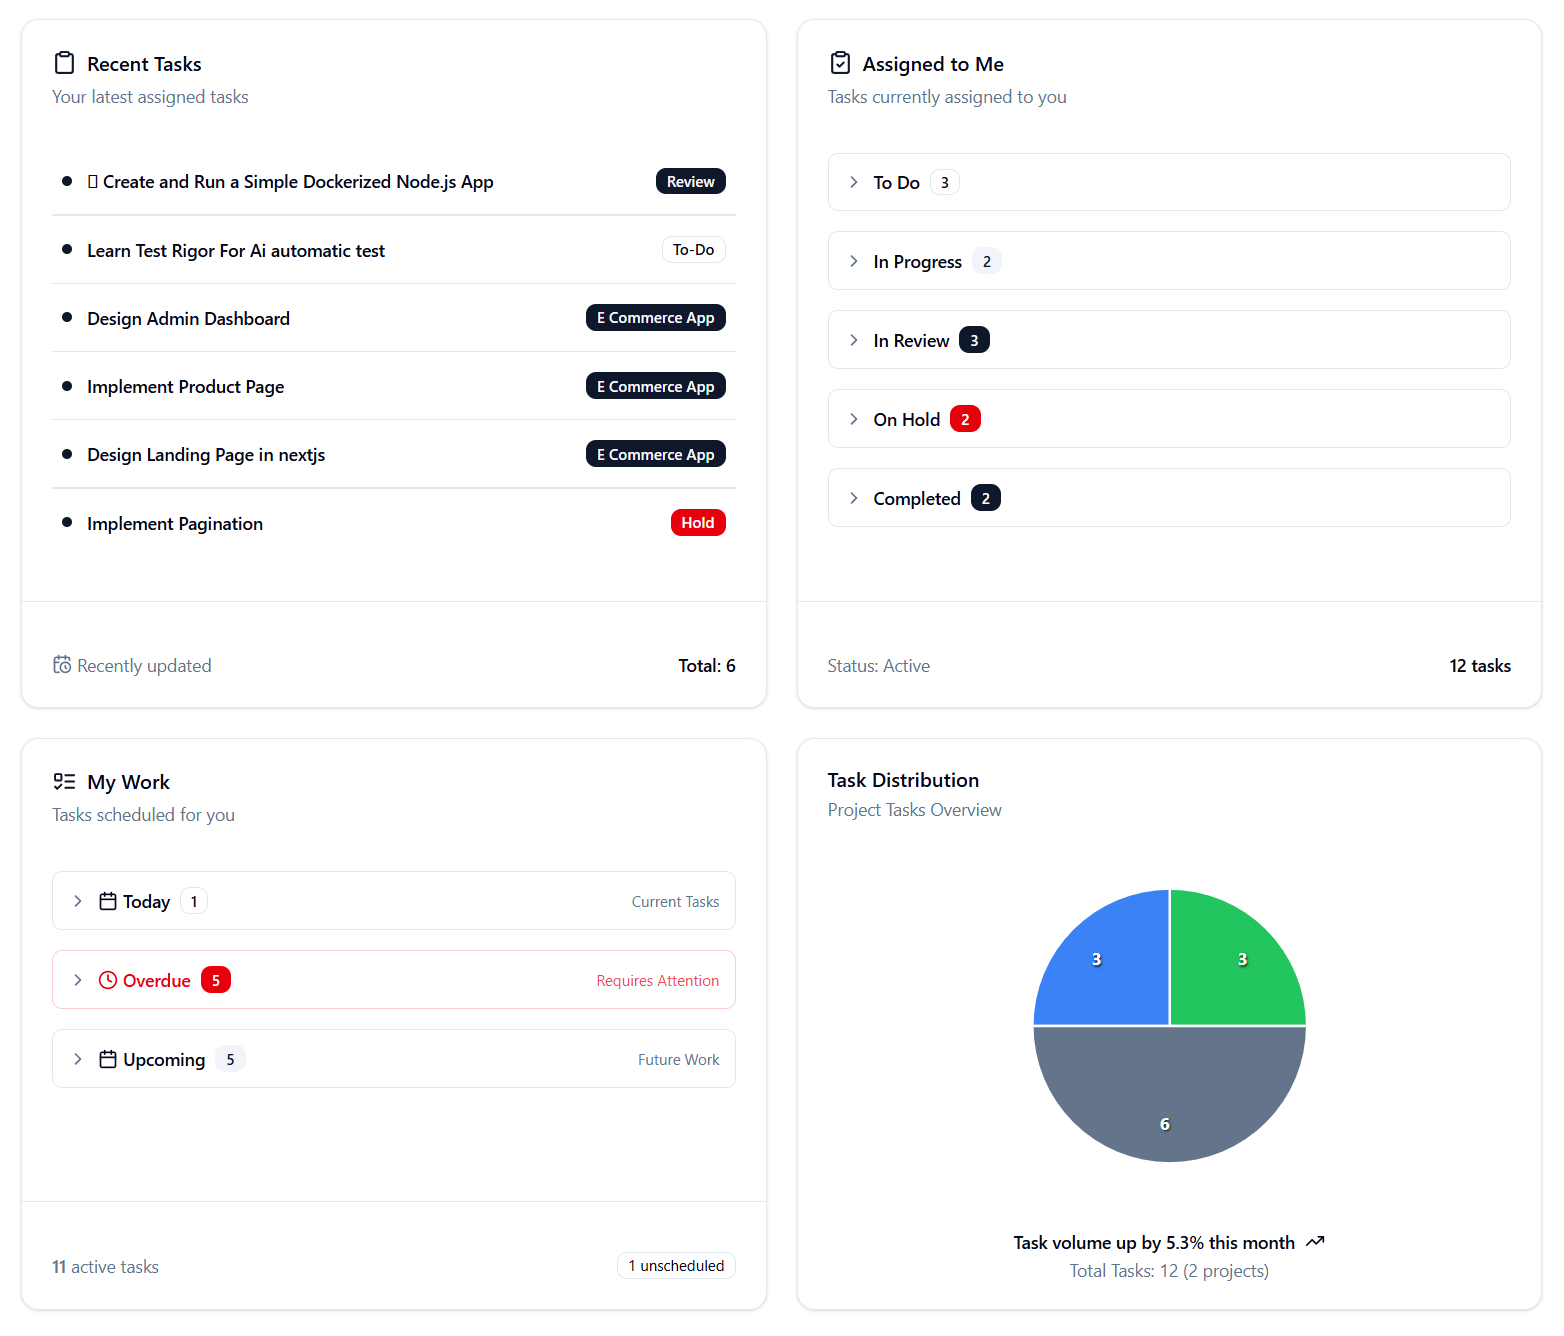 Recent Tasks
Your latest assigned tasks
Create and Run a Simple Dockerized Node.js App Review
Learn Test Rigor For Ai automatic test To-Do
Design Admin Dashboard E Commerce App
Implement Product Page E Commerce App
Design Landing Page in nextjs E Commerce App
Implement Pagination Hold
Recently updated Total: 6
Assigned to Me
Tasks currently assigned to you
To Do 3
In Progress 2
In Review 3
On Hold 2
Completed 2
Status: Active 12 tasks
My Work
Tasks scheduled for you
Today 1 Current Tasks
Overdue 5 Requires Attention
Upcoming 5 Future Work
11 active tasks 1 unscheduled
Task Distribution
Project Tasks Overview
3 3
6
Task volume up by 5.3% this month
Total Tasks: 12 (2 projects)